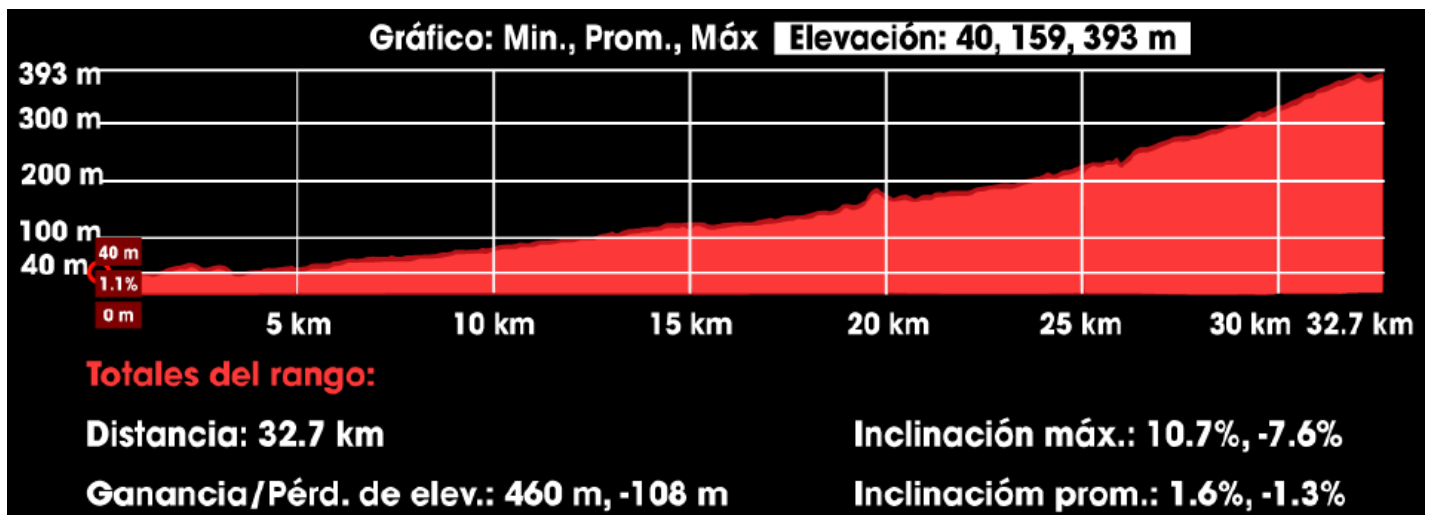 Gráfico: Min., Prom., Máx Elevación: 40, 159, 393 m
393 m
300 m
200 m
100 m
40 m
40 m
1.1%
0 m
5 km 10 km 15 km 20 km 25 km 30 km 32.7 km
Totales del rango:
Distancia: 32.7 km Inclinación máx.: 10.7%, -7.6%
Ganancia/Pérd. de elev.: 460 m, -108 m Inclinacióm prom.: 1.6%, -1.3%